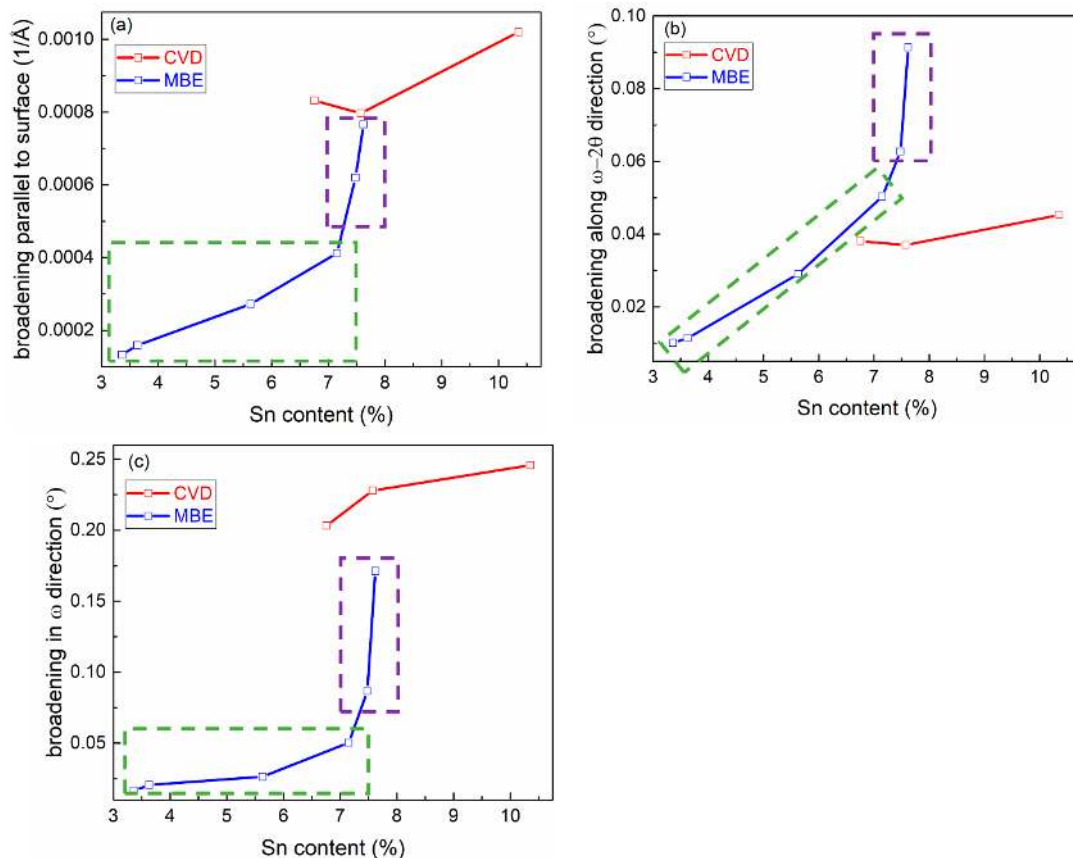 (a)
CVD
MBE
broadening parallel to surface (1/Å)
0.0010
0.0008
0.0006
0.0004
0.0002
3 4 5 6 7 8 9 10
Sn content (%)
(b)
CVD
MBE
broadening along ω−2θ direction (°)
0.10
0.08
0.06
0.04
0.02
3 4 5 6 7 8 9 10
Sn content (%)
(c)
CVD
MBE
broadening in ω direction (°)
0.25
0.20
0.15
0.10
0.05
3 4 5 6 7 8 9 10
Sn content (%)